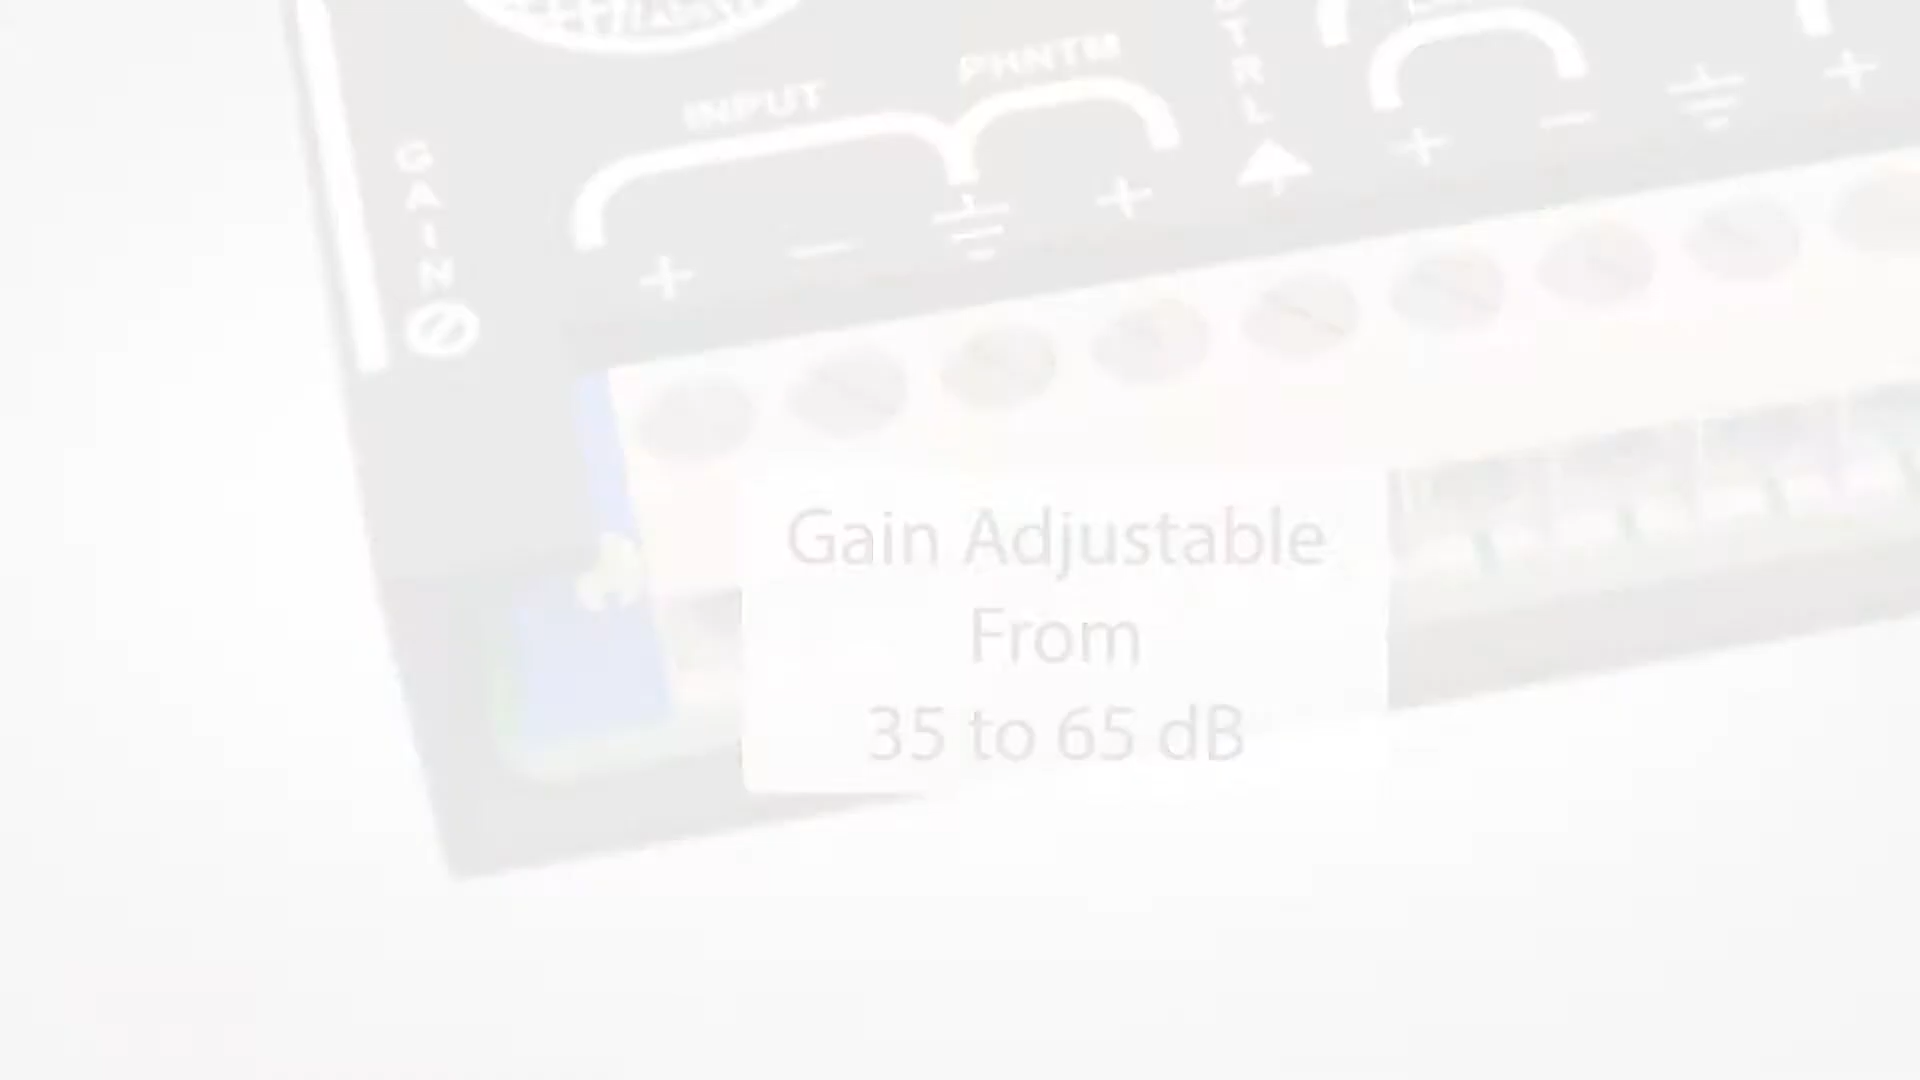 PHNTM
INPUT
GAIN
+ − +
+ − +
Gain Adjustable
From
35 to 65 dB